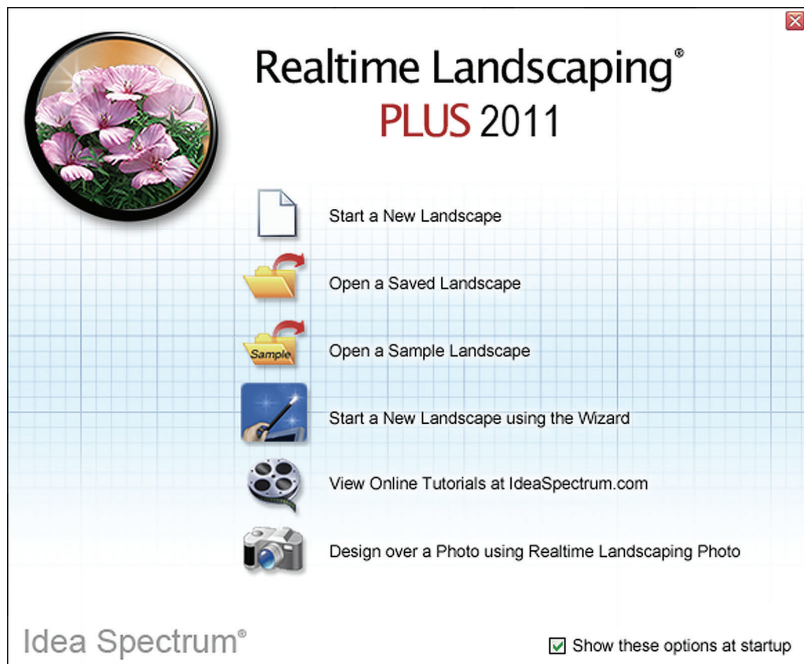 Realtime Landscaping®
PLUS 2011
Start a New Landscape
Open a Saved Landscape
Sample
Open a Sample Landscape
Start a New Landscape using the Wizard
View Online Tutorials at IdeaSpectrum.com
Design over a Photo using Realtime Landscaping Photo
Idea Spectrum®
Show these options at startup